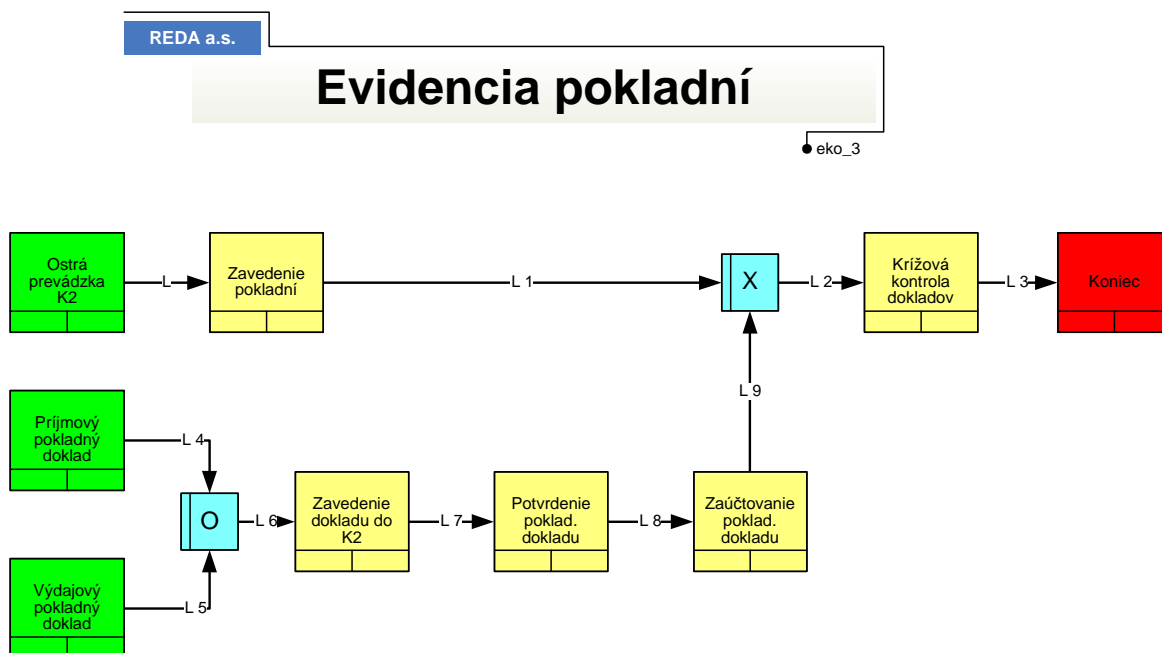 REDA a.s.
Evidencia pokladní
eko_3
Ostrá
prevádzka
K2
L
Zavedenie
pokladní
L 1
X
L 2
Krížová
kontrola
dokladov
L 3
Koniec
L 9
Príjmový
pokladný
doklad
L 4
O
L 6
Zavedenie
dokladu do
K2
L 7
Potvrdenie
poklad.
dokladu
L 8
Zaúčtovanie
poklad.
dokladu
Výdajový
pokladný
doklad
L 5